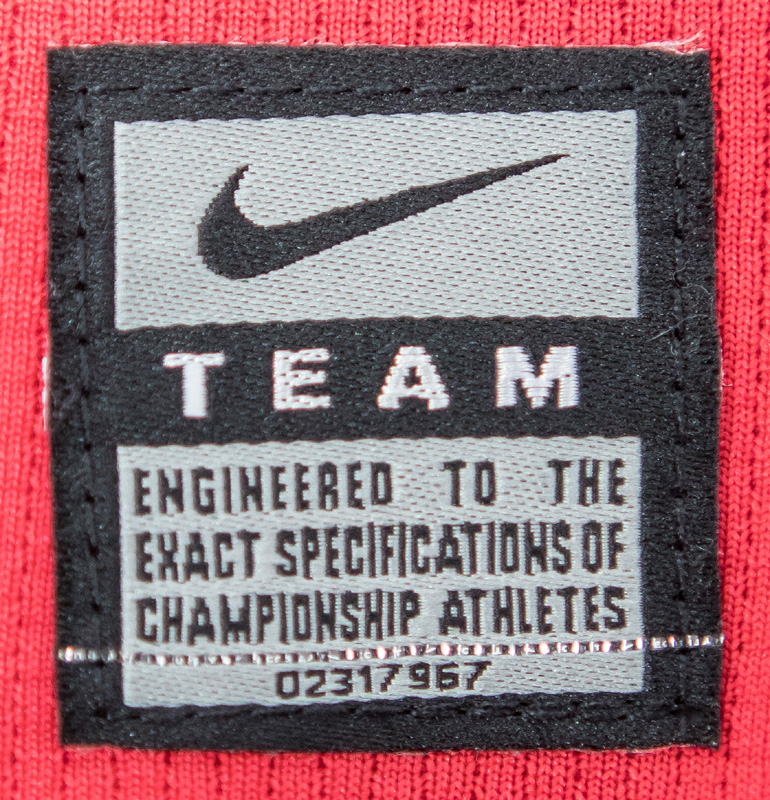 TEAM
ENGINEERED TO THE
EXACT SPECIFICATIONS OF
CHAMPIONSHIP ATHLETES
02317967